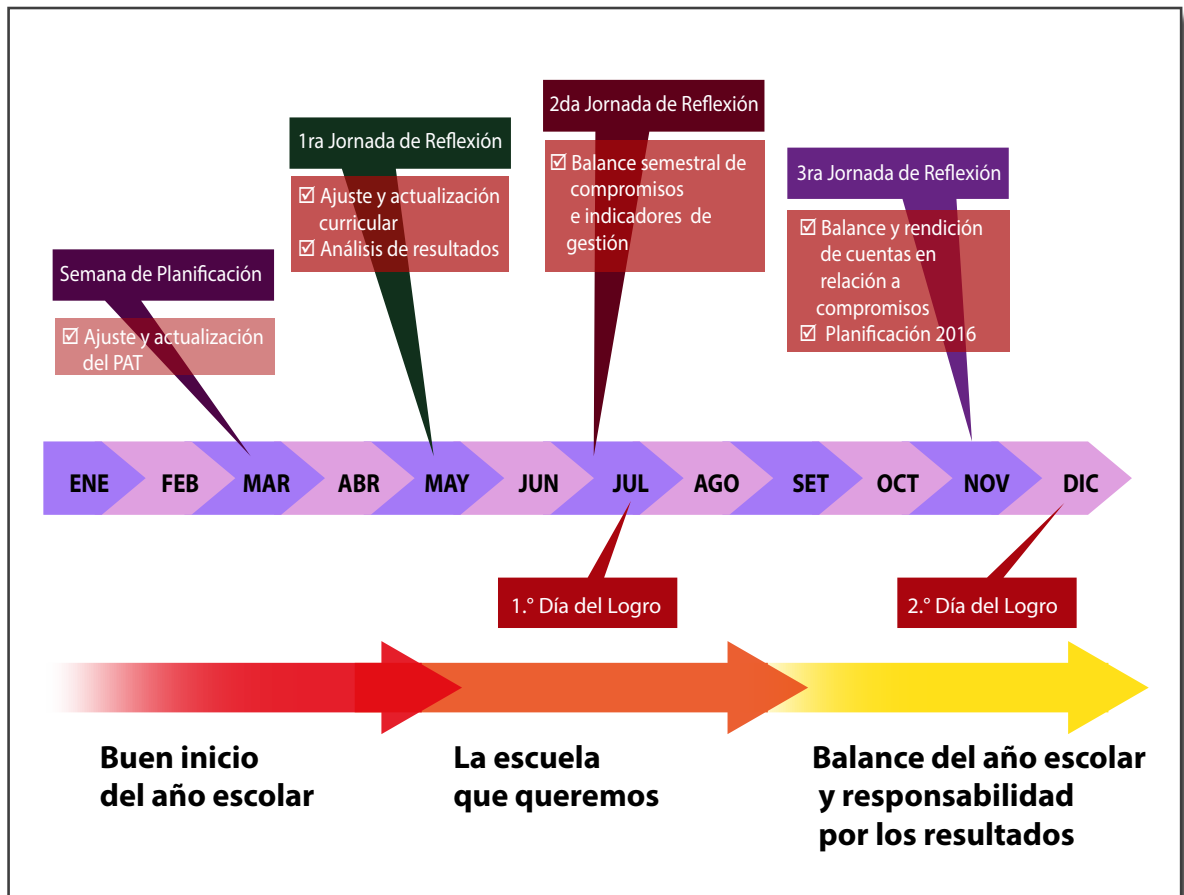 2da Jornada de Reflexión
☑ Balance semestral de
compromisos
e indicadores de
gestión
1ra Jornada de Reflexión
☑ Ajuste y actualización
curricular
☑ Análisis de resultados
3ra Jornada de Reflexión
☑ Balance y rendición
de cuentas en
relación a
compromisos
☑ Planificación 2016
Semana de Planificación
☑ Ajuste y actualización
del PAT
ENE FEB MAR ABR MAY JUN JUL AGO SET OCT NOV DIC
1.° Día del Logro
2.° Día del Logro
Buen inicio
del año escolar
La escuela
que queremos
Balance del año escolar
y responsabilidad
por los resultados